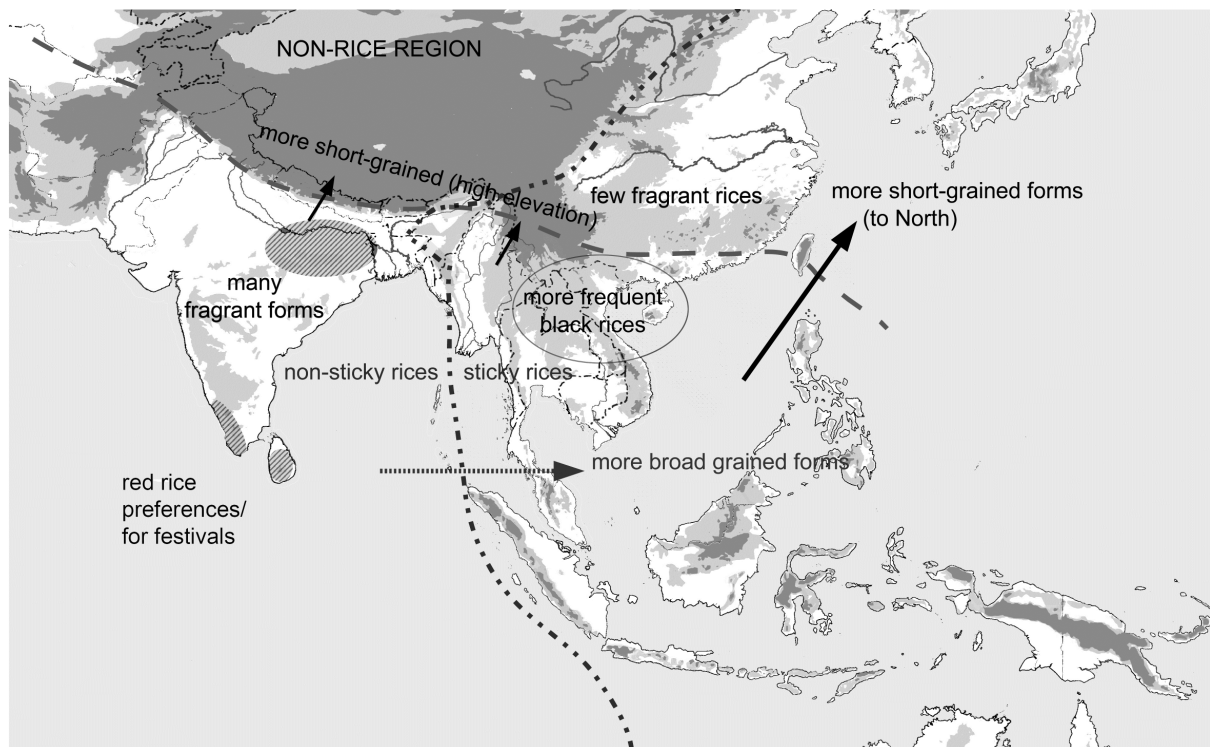 NON-RICE REGION
more short-grained (high elevation)
few fragrant rices
more short-grained forms
(to North)
many
fragrant forms
more frequent
black rices
non-sticky rices
sticky rices
more broad grained forms
red rice
preferences/
for festivals